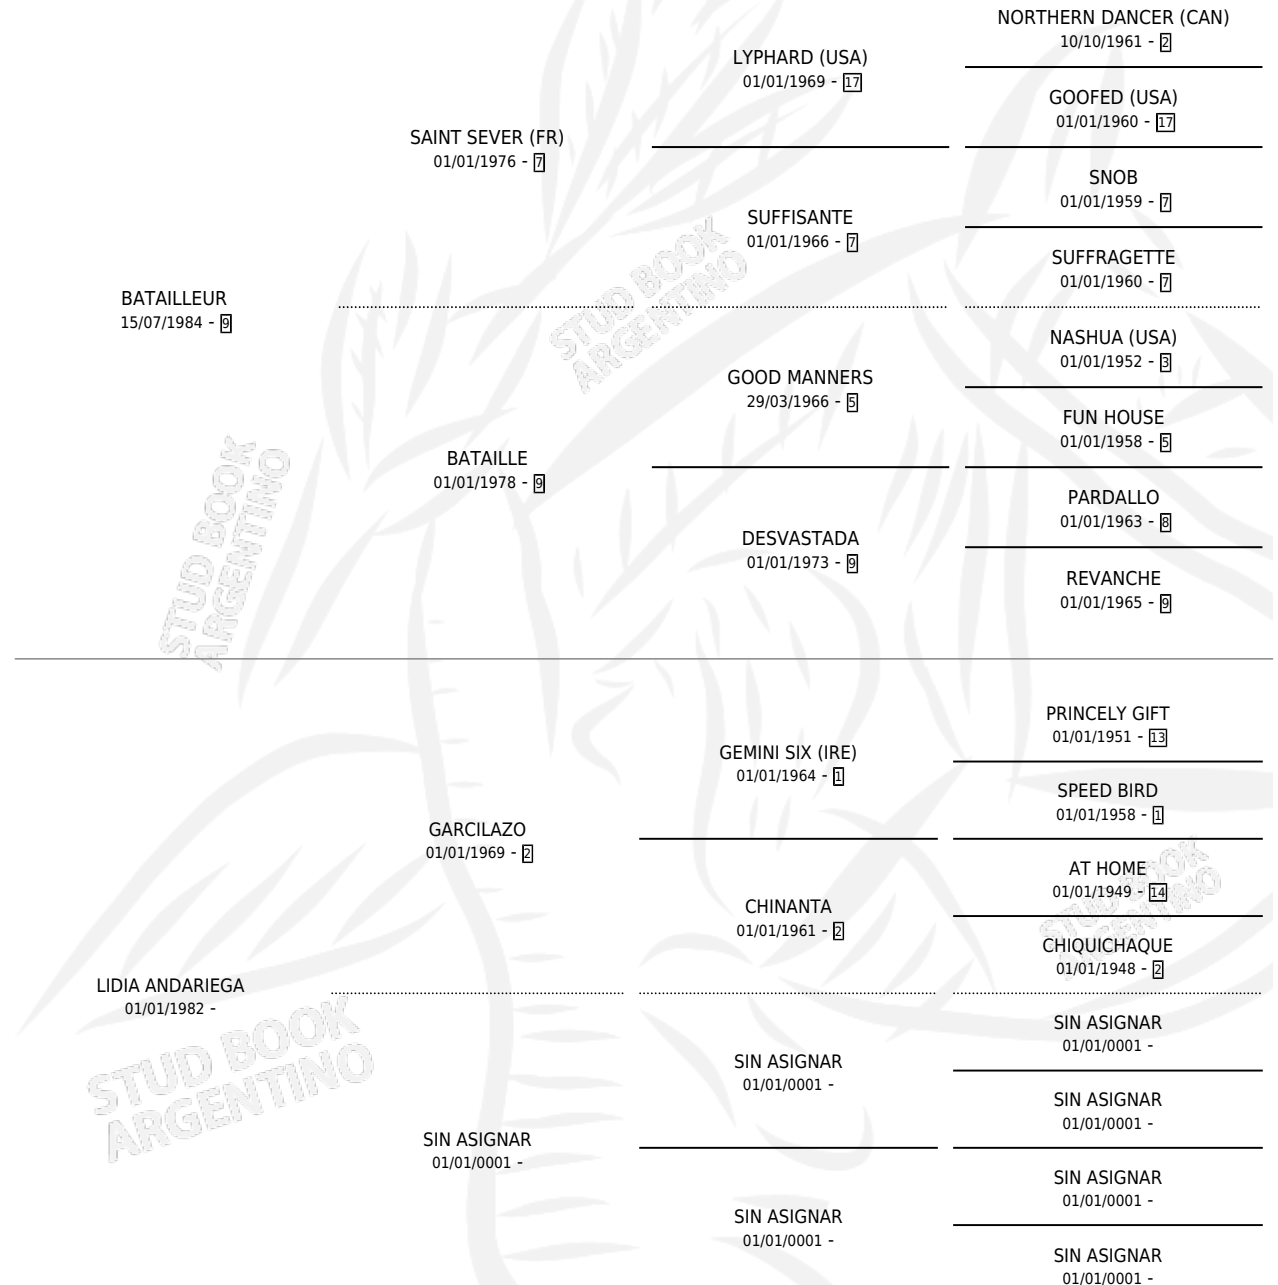 NORTHERN DANCER (CAN)
10/10/1961 - 2
LYPHARD (USA)
01/01/1969 - 17
GOOFED (USA)
01/01/1960 - 17
SAINT SEVER (FR)
01/01/1976 - 7
SNOB
01/01/1959 - 7
SUFFISANTE
01/01/1966 - 7
SUFFRAGETTE
01/01/1960 - 7
BATAILLEUR
15/07/1984 - 9
NASHUA (USA)
01/01/1952 - 3
GOOD MANNERS
29/03/1966 - 5
FUN HOUSE
01/01/1958 - 5
BATAILLE
01/01/1978 - 9
PARDALLO
01/01/1963 - 8
DESVASTADA
01/01/1973 - 9
REVANCHE
01/01/1965 - 9
STUD BOOK
ARGENTINO
STUD BOOK
ARGENTINO
PRINCELY GIFT
01/01/1951 - 13
GEMINI SIX (IRE)
01/01/1964 - 1
SPEED BIRD
01/01/1958 - 1
GARCILAZO
01/01/1969 - 2
AT HOME
01/01/1949 - 14
CHINANTA
01/01/1961 - 2
CHIQUICHAQUE
01/01/1948 - 2
LIDIA ANDARIEGA
01/01/1982 -
SIN ASIGNAR
01/01/0001 -
SIN ASIGNAR
01/01/0001 -
SIN ASIGNAR
01/01/0001 -
SIN ASIGNAR
01/01/0001 -
SIN ASIGNAR
01/01/0001 -
SIN ASIGNAR
01/01/0001 -
SIN ASIGNAR
01/01/0001 -
STUD BOOK
ARGENTINO
STUD BOOK
ARGENTINO